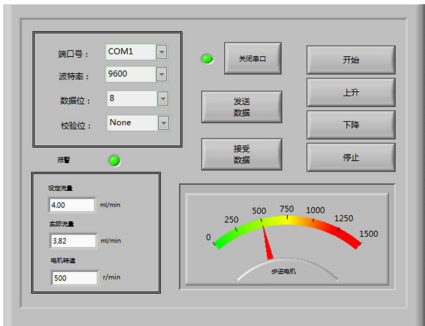 端口号： COM1
波特率： 9600
数据位： 8
校验位： None
关闭串口
发送
数据
接受
数据
开始
上升
下降
停止
报警
设定流量
4.00 ml/min
实际流量
3.82 ml/min
电机转速
500 r/min
0 250 500 750 1000 1250 1500
步进电机